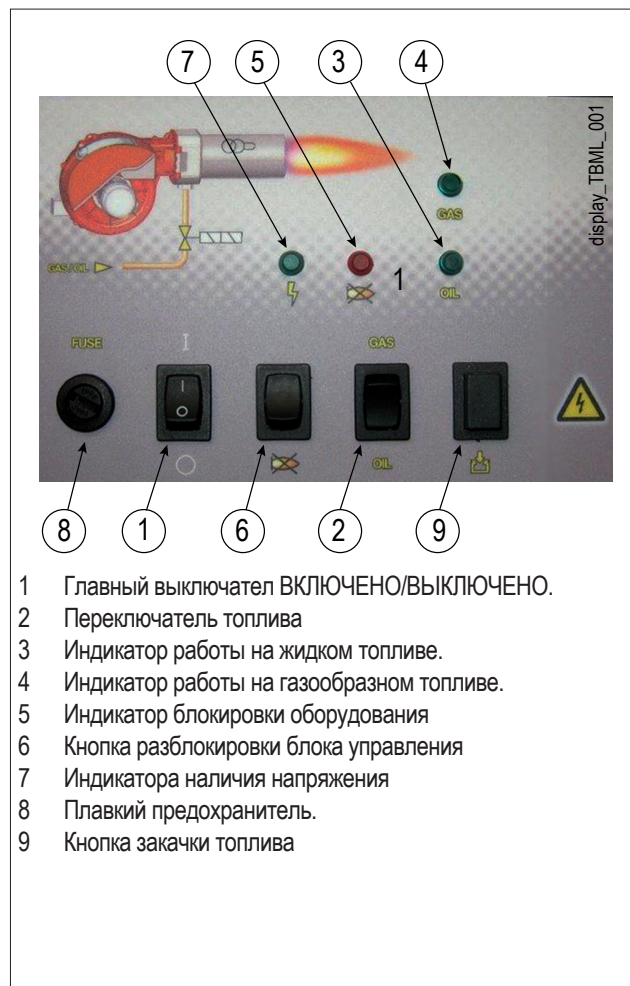 7 5 3 4
display_TBML_001
GAS
GAS/OIL
1
OIL
FUSE I GAS
I
O
OIL
8 1 6 2 9
1 Главный выключател ВКЛЮЧЕНО/ВЫКЛЮЧЕНО.
2 Переключатель топлива
3 Индикатор работы на жидком топливе.
4 Индикатор работы на газообразном топливе.
5 Индикатор блокировки оборудования
6 Кнопка разблокировки блока управления
7 Индикатора наличия напряжения
8 Плавкий предохранитель.
9 Кнопка закачки топлива